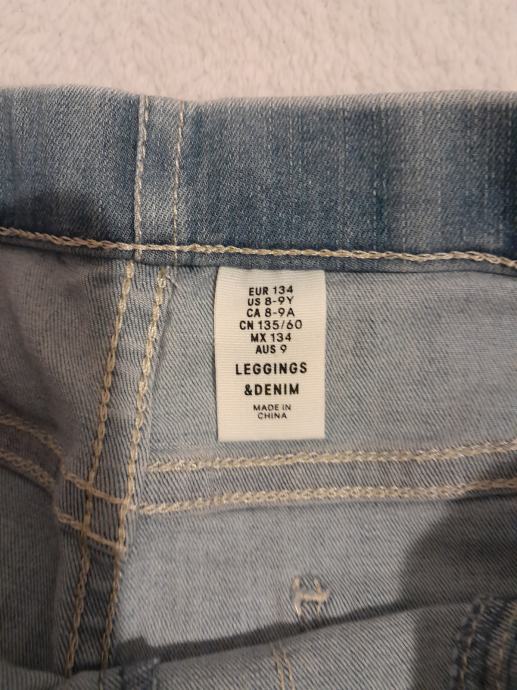 EUR 134
US 8-9Y
CA 8-9A
CN 135/60
MX 134
AUS 9
LEGGINGS
&DENIM
MADE IN
CHINA